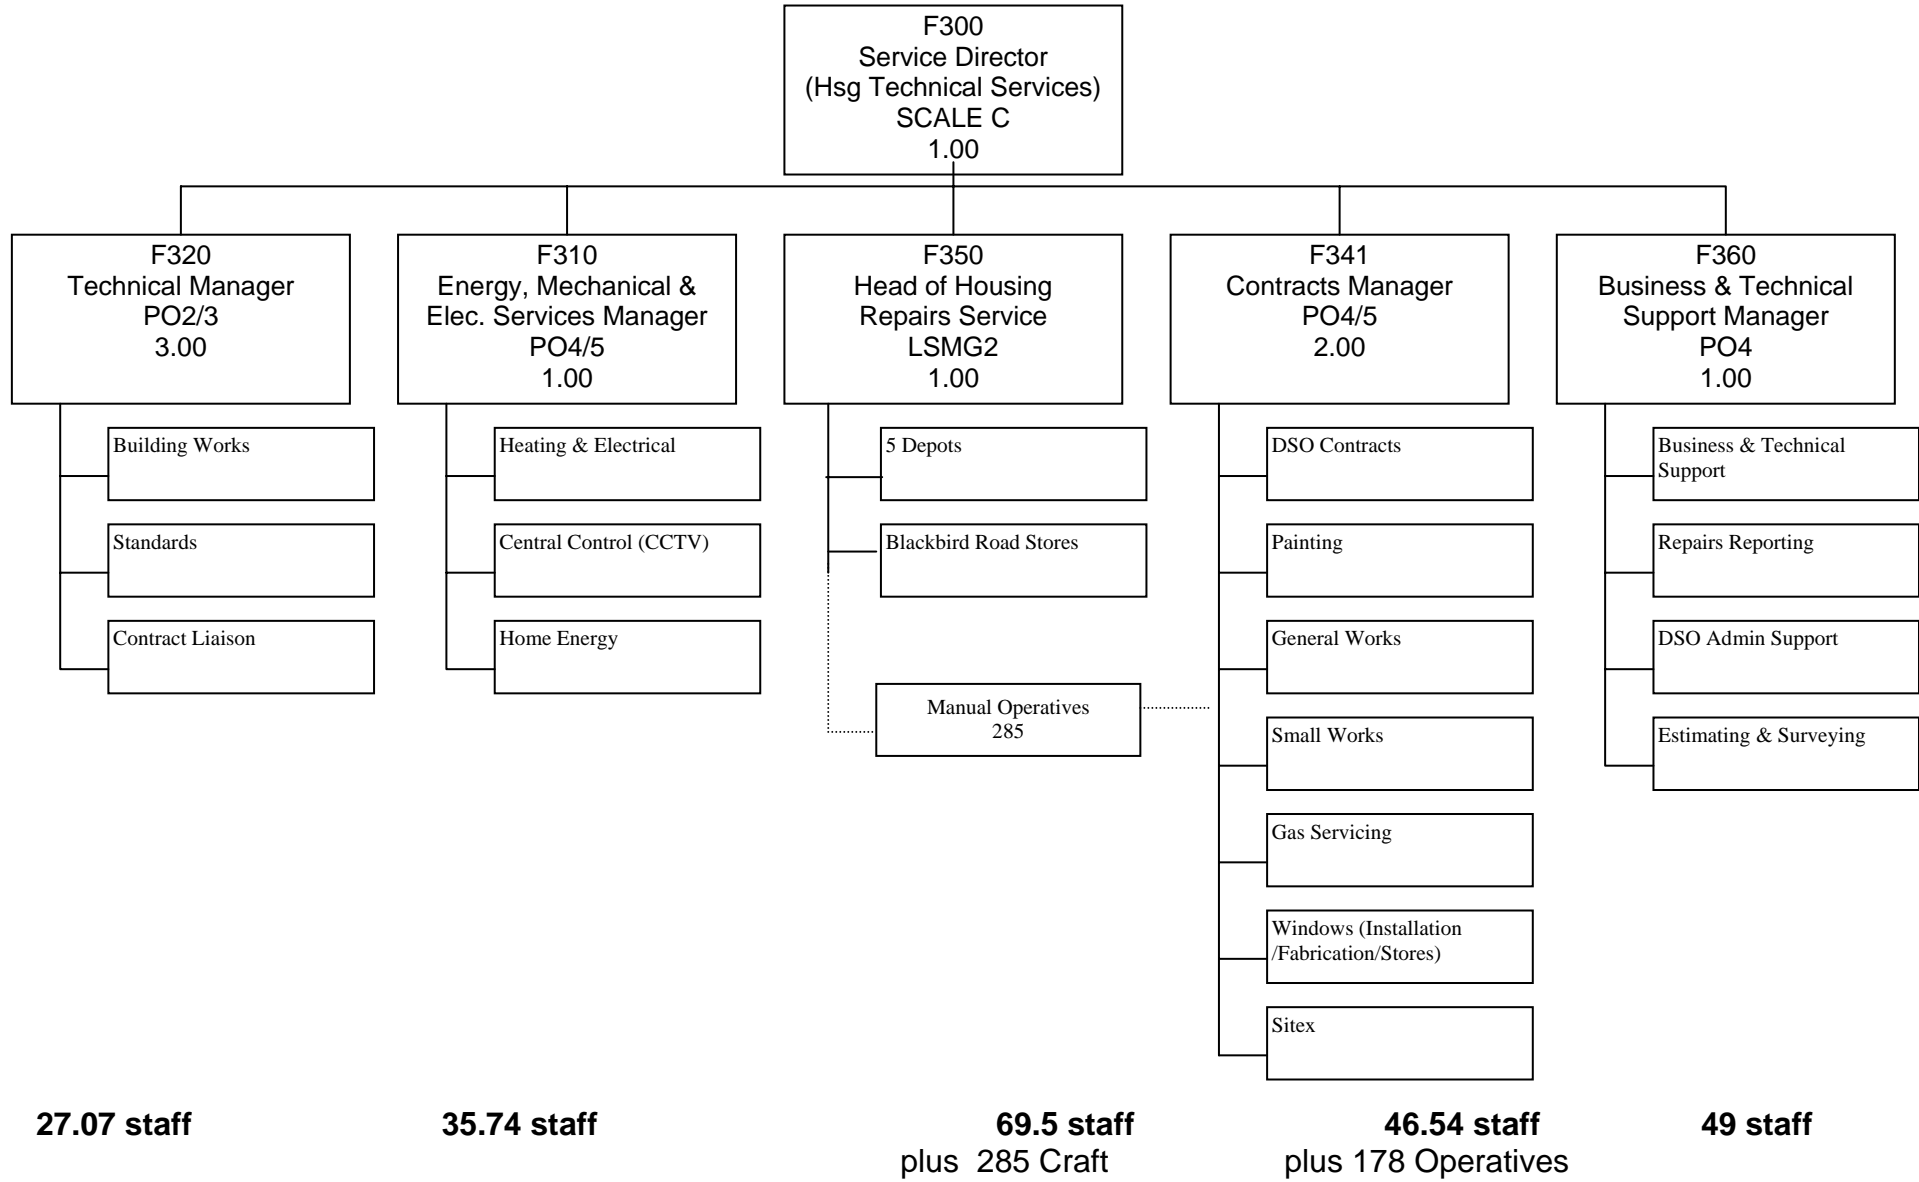 F300
Service Director
(Hsg Technical Services)
SCALE C
1.00
F320
Technical Manager
PO2/3
3.00
F310
Energy, Mechanical &
Elec. Services Manager
PO4/5
1.00
F350
Head of Housing
Repairs Service
LSMG2
1.00
F341
Contracts Manager
PO4/5
2.00
F360
Business & Technical
Support Manager
PO4
1.00
Building Works
Standards
Contract Liaison
Heating & Electrical
Central Control (CCTV)
Home Energy
5 Depots
Blackbird Road Stores
Manual Operatives
285
DSO Contracts
Painting
General Works
Small Works
Gas Servicing
Windows (Installation
/Fabrication/Stores)
Sitex
Business & Technical
Support
Repairs Reporting
DSO Admin Support
Estimating & Surveying
27.07 staff
35.74 staff
69.5 staff
plus 285 Craft
46.54 staff
plus 178 Operatives
49 staff